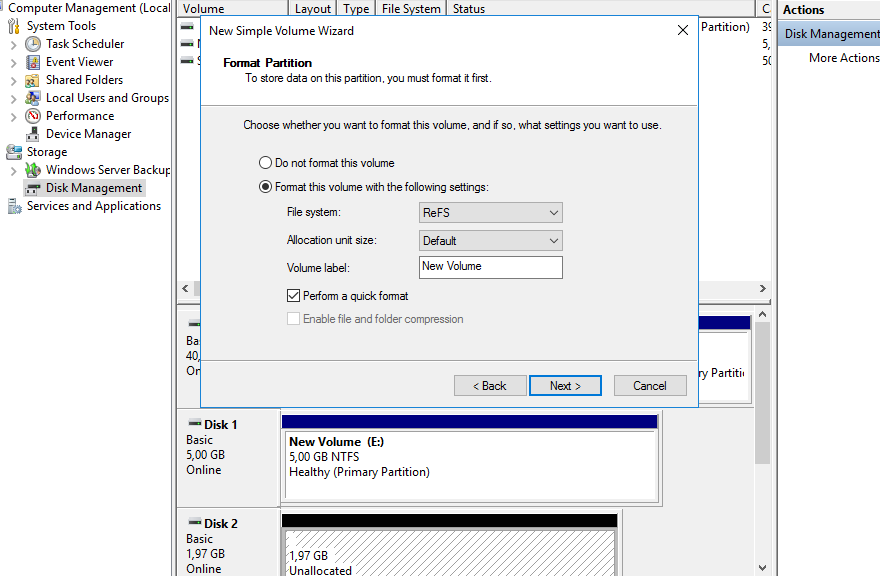 Computer Management (Local
System Tools
Task Scheduler
Event Viewer
Shared Folders
Local Users and Groups
Performance
Device Manager
Storage
Windows Server Backup
Disk Management
Services and Applications
Volume Layout Type File System Status C
Partition) 39
5,
50
New Simple Volume Wizard
Format Partition
To store data on this partition, you must format it first.
Choose whether you want to format this volume, and if so, what settings you want to use.
Do not format this volume
Format this volume with the following settings:
File system: ReFS
Allocation unit size: Default
Volume label: New Volume
Perform a quick format
Enable file and folder compression
< Back Next > Cancel
Ba
40,
On
ry Partitio
Disk 1
Basic
5,00 GB
Online
New Volume (E:)
5,00 GB NTFS
Healthy (Primary Partition)
Disk 2
Basic
1,97 GB
Online
1,97 GB
Unallocated
Actions
Disk Management
More Actions